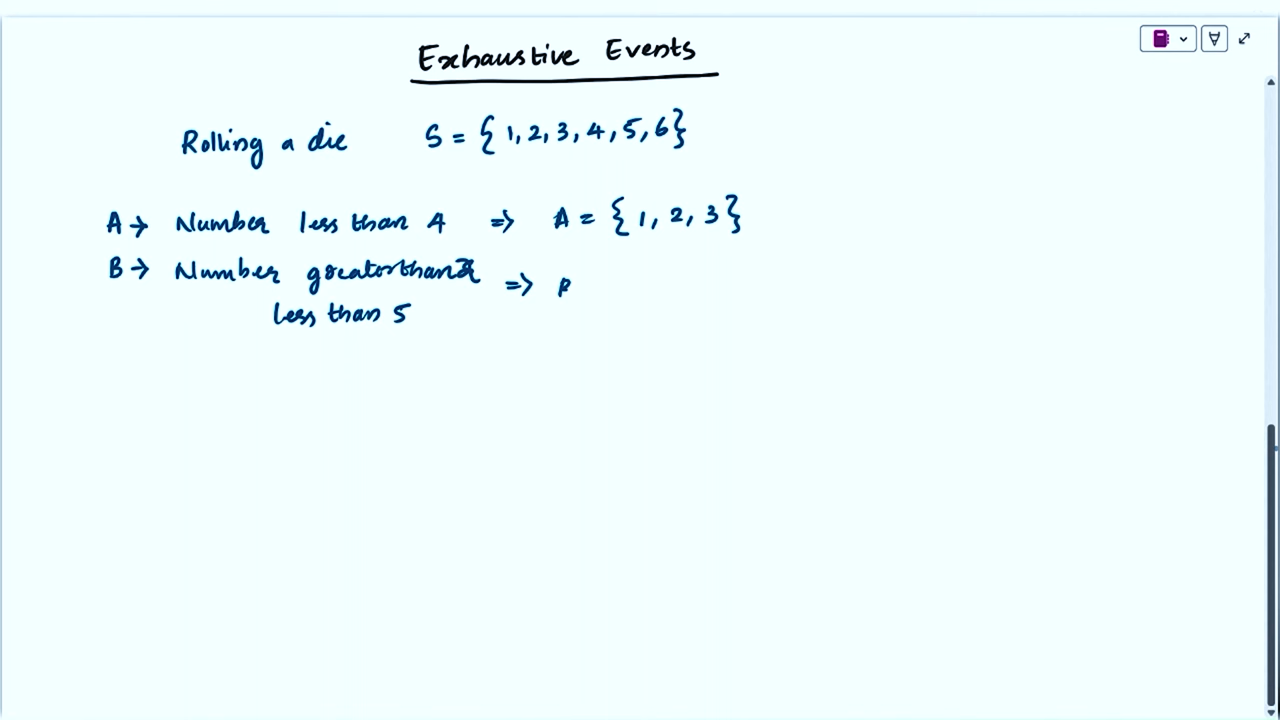 Exhaustive Events
Rolling a die S = { 1, 2, 3, 4, 5, 6 }
A → Number less than 4 ⇒ A = { 1, 2, 3 }
B → Number greater than 2 ⇒
less than 5